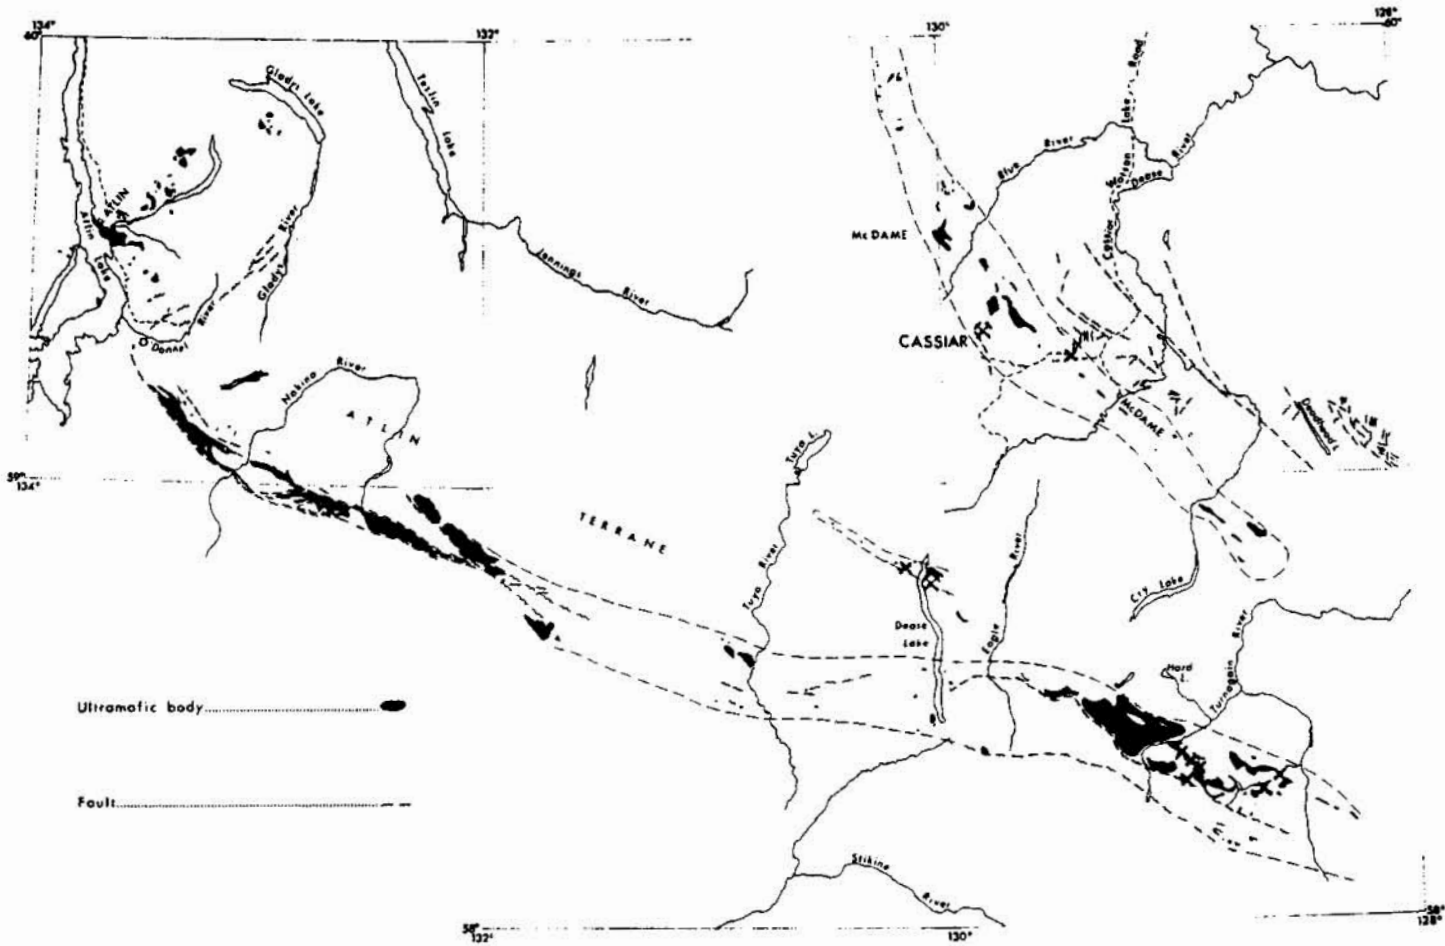 134°
60°
132°
130°
128°
60°
Gladys Lake
Teslin Lake
Watson Lake Road
Blue River
Dease River
ATLIN
Atlin Lake
Gladys River
McDAME
Cassiar
Jennings River
CASSIAR
O'Donnel River
Nakina River
McDAME
Deadhead L.
ATLIN
Tuya L.
59°
134°
TERRANE
Tuya River
Eagle River
Cry Lake
Dease Lake
Hard L.
Turnagain River
Ultramafic body
Fault
Stikine River
58°
132°
130°
58°
128°